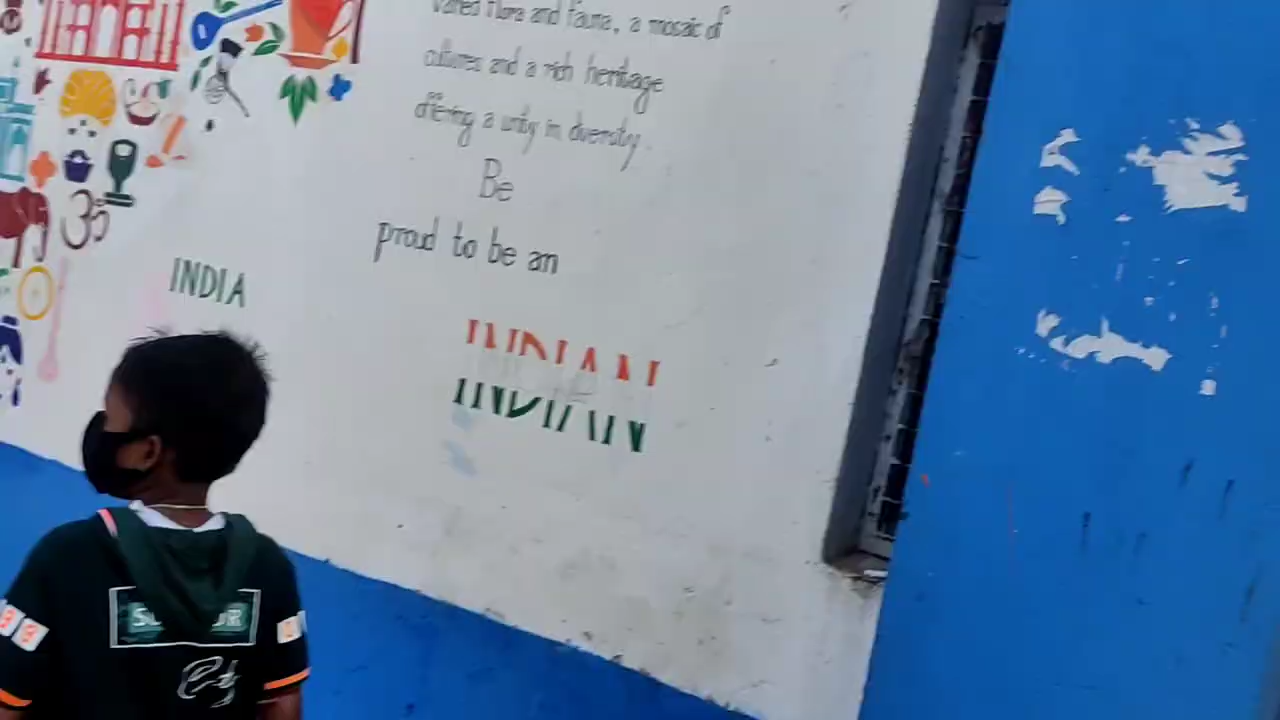 varied flora and fauna, a mosaic of
cultures and a rich heritage
offering a unity in diversity.
Be
proud to be an
INDIA
INDIAN
ॐ